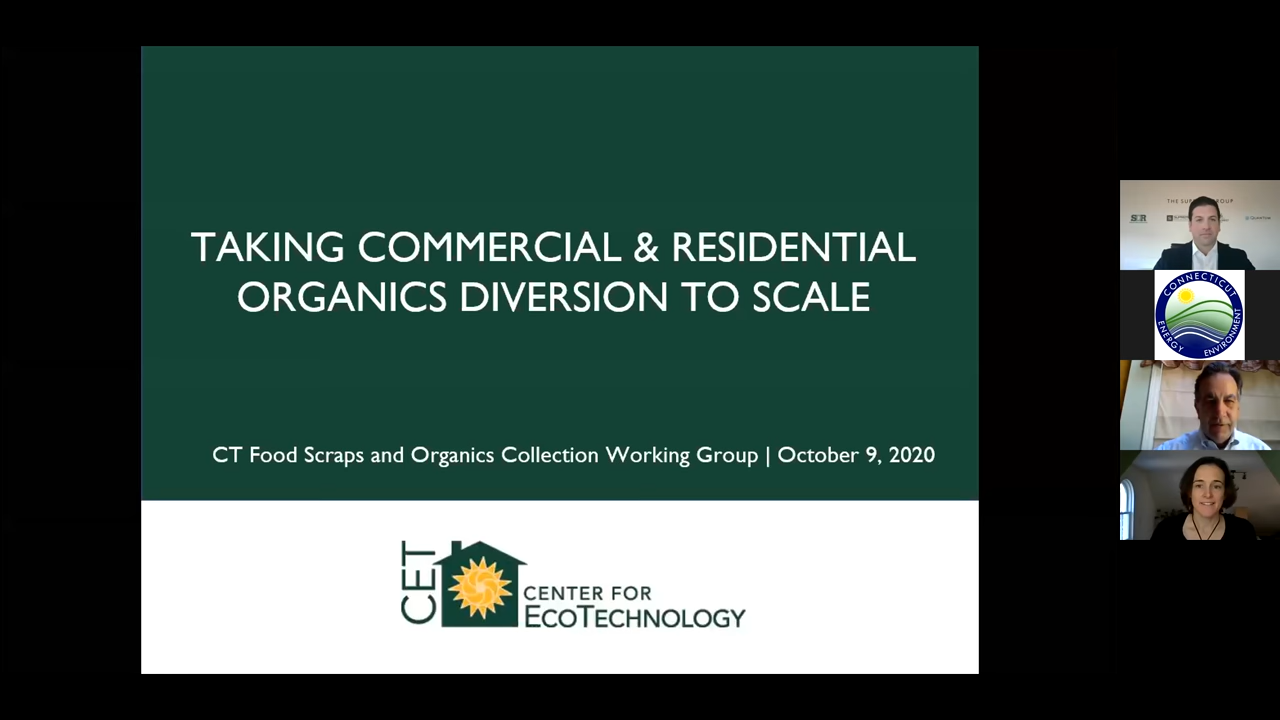 TAKING COMMERCIAL & RESIDENTIAL
ORGANICS DIVERSION TO SCALE
CT Food Scraps and Organics Collection Working Group | October 9, 2020
CET
CENTER FOR
ECOTECHNOLOGY
CONNECTICUT
ENERGY ENVIRONMENT